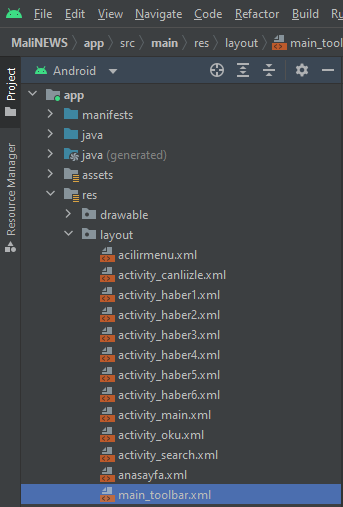 File Edit View Navigate Code Refactor Build
MaliNEWS app src main res layout main_tool
Project
Resource Manager
Android
app
manifests
java
java (generated)
assets
res
drawable
layout
acilirmenu.xml
activity_canliizle.xml
activity_haber1.xml
activity_haber2.xml
activity_haber3.xml
activity_haber4.xml
activity_haber5.xml
activity_haber6.xml
activity_main.xml
activity_oku.xml
activity_search.xml
anasayfa.xml
main_toolbar.xml